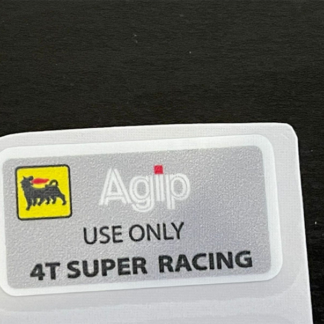 Agip
USE ONLY
4T SUPER RACING